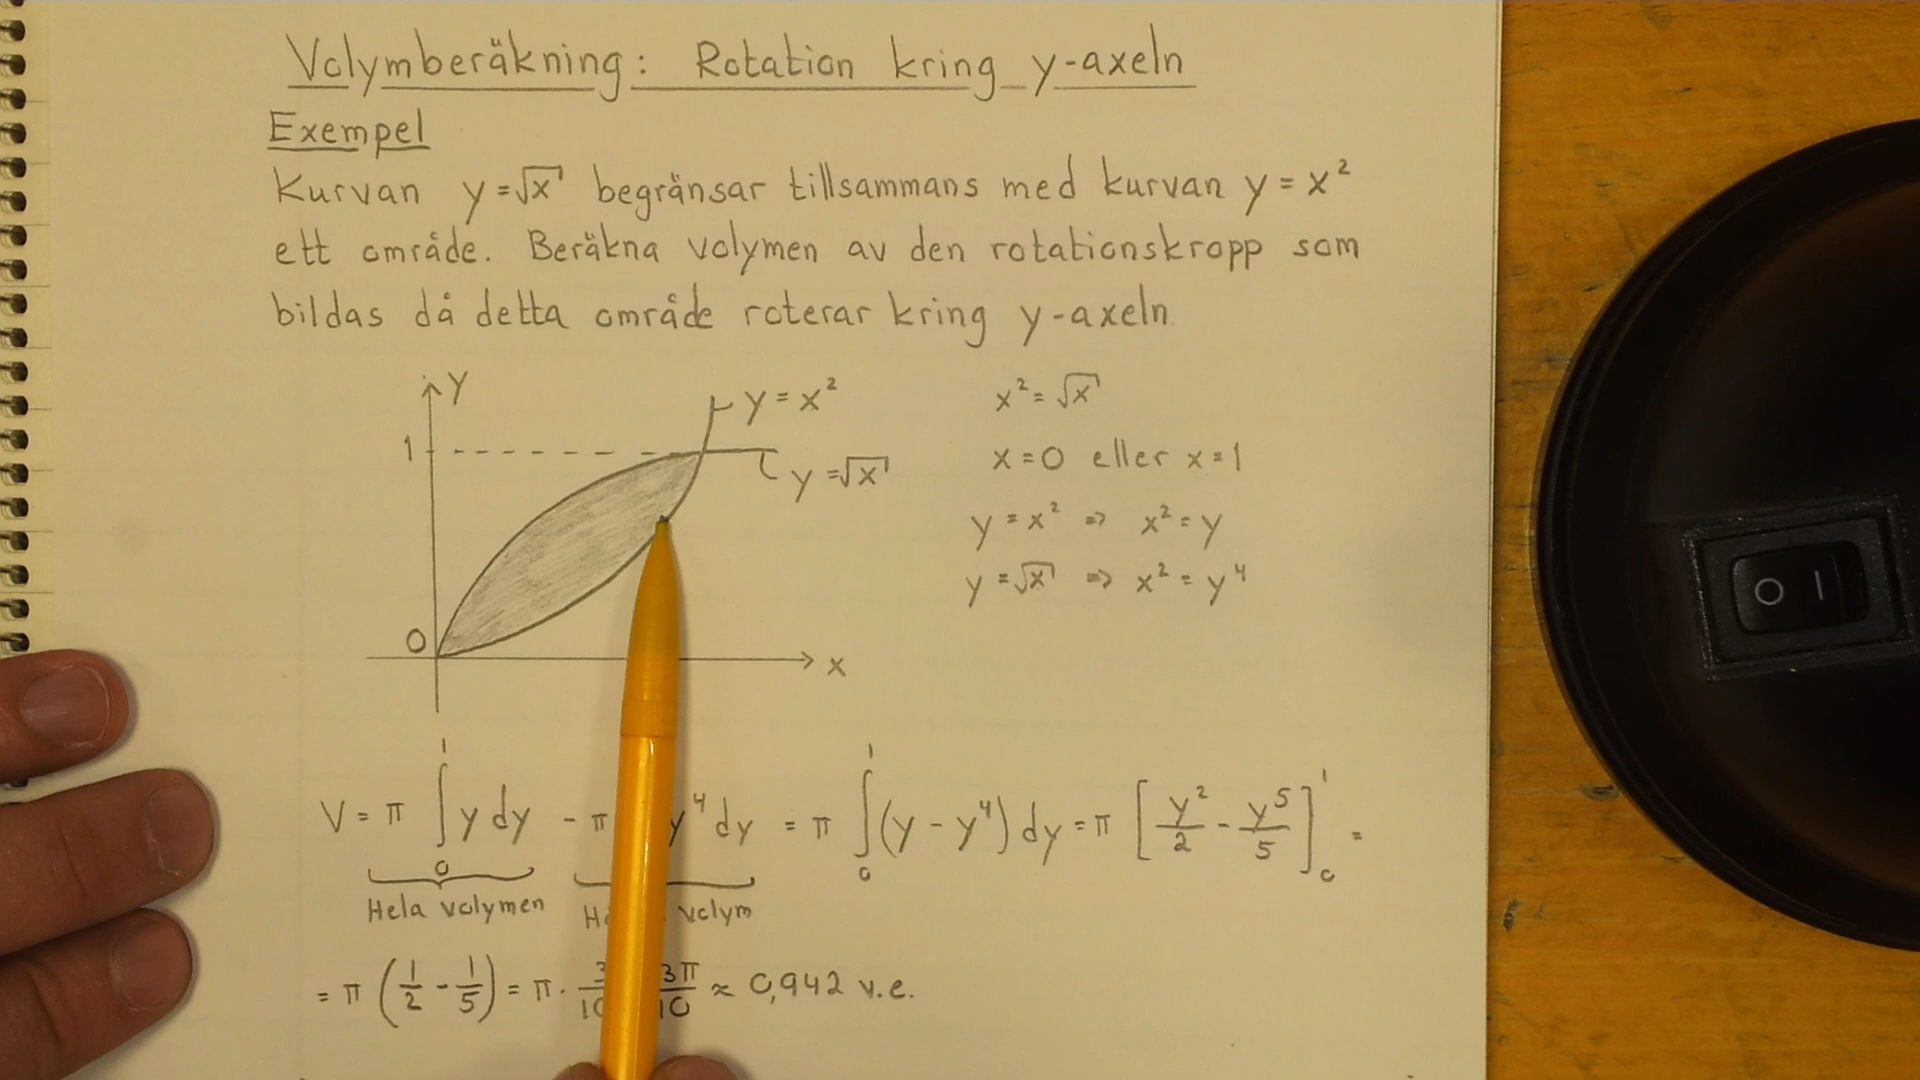 Volymberäkning: Rotation kring y-axeln
Exempel
Kurvan y=√x begränsar tillsammans med kurvan y = x²
ett område. Beräkna volymen av den rotationskropp som
bildas då detta område roterar kring y-axeln.
y
y = x²
1
y = √x
0
x
x² = √x
x = 0 eller x = 1
y = x² => x² = y
y = √x => x² = y⁴
V = π ∫₀¹ y dy - π y⁴ dy = π ∫₀¹ (y - y⁴) dy = π [y²/2 - y⁵/5]₀¹ =
Hela volymen volym
= π (1/2 - 1/5) = π · 3/10 3π/10 ≈ 0,942 v.e.
O I